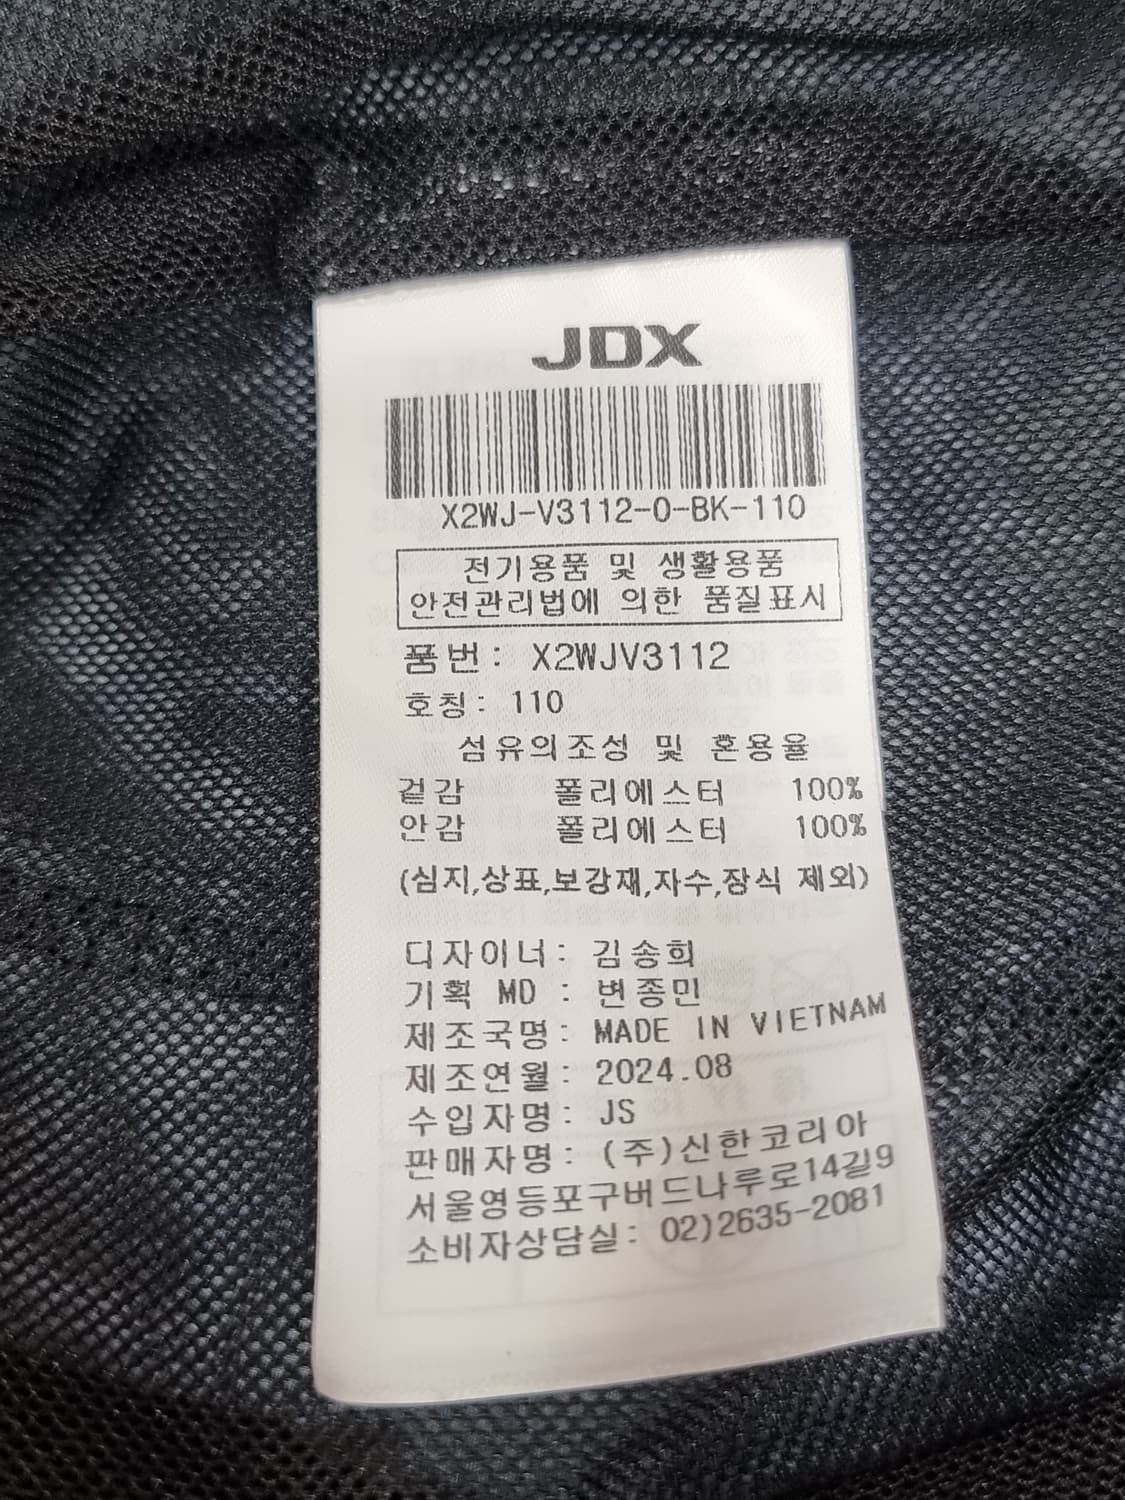 JDX
X2WJ-V3112-0-BK-110
전기용품 및 생활용품
안전관리법에 의한 품질표시
품번: X2WJV3112
호칭: 110
섬유의조성 및 혼용율
겉감 폴리에스터 100%
안감 폴리에스터 100%
(심지,상표,보강재,자수,장식 제외)
디자이너: 김송희
기획 MD : 변종민
제조국명: MADE IN VIETNAM
제조연월: 2024.08
수입자명: JS
판매자명: (주)신한코리아
서울영등포구버드나루로14길9
소비자상담실: 02)2635-2081